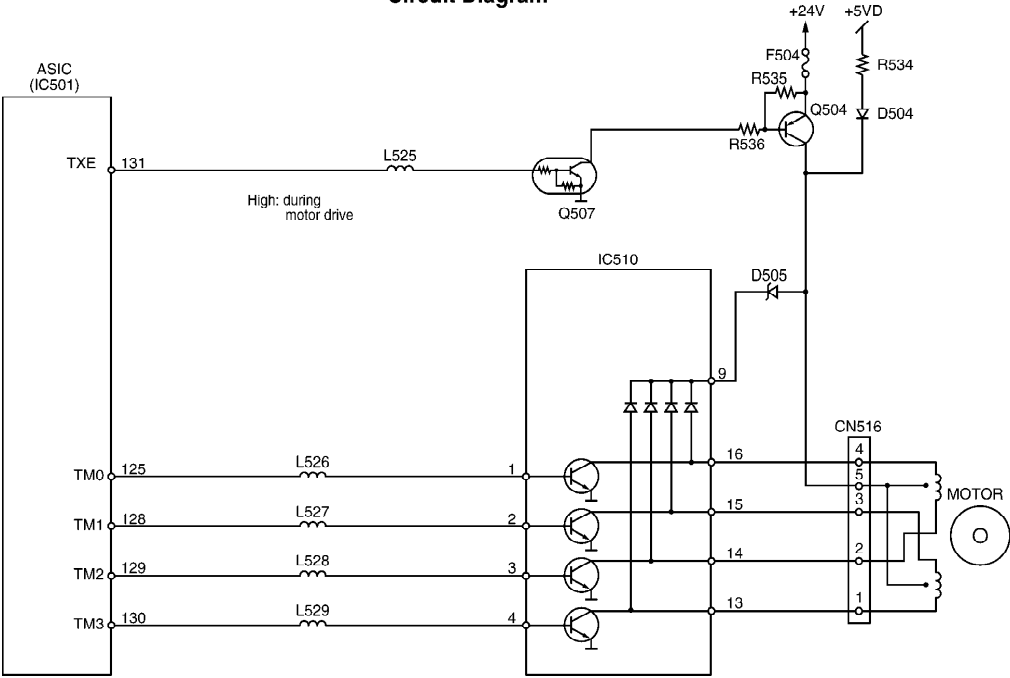 Circuit Diagram
+24V
+5VD
F504
R534
ASIC
(IC501)
R535
Q504
D504
R536
TXE
131
L525
High: during
motor drive
Q507
IC510
D505
9
CN516
TM0
125
L526
1
16
4
5
MOTOR
TM1
128
L527
2
15
3
TM2
129
L528
3
14
2
TM3
130
L529
4
13
1